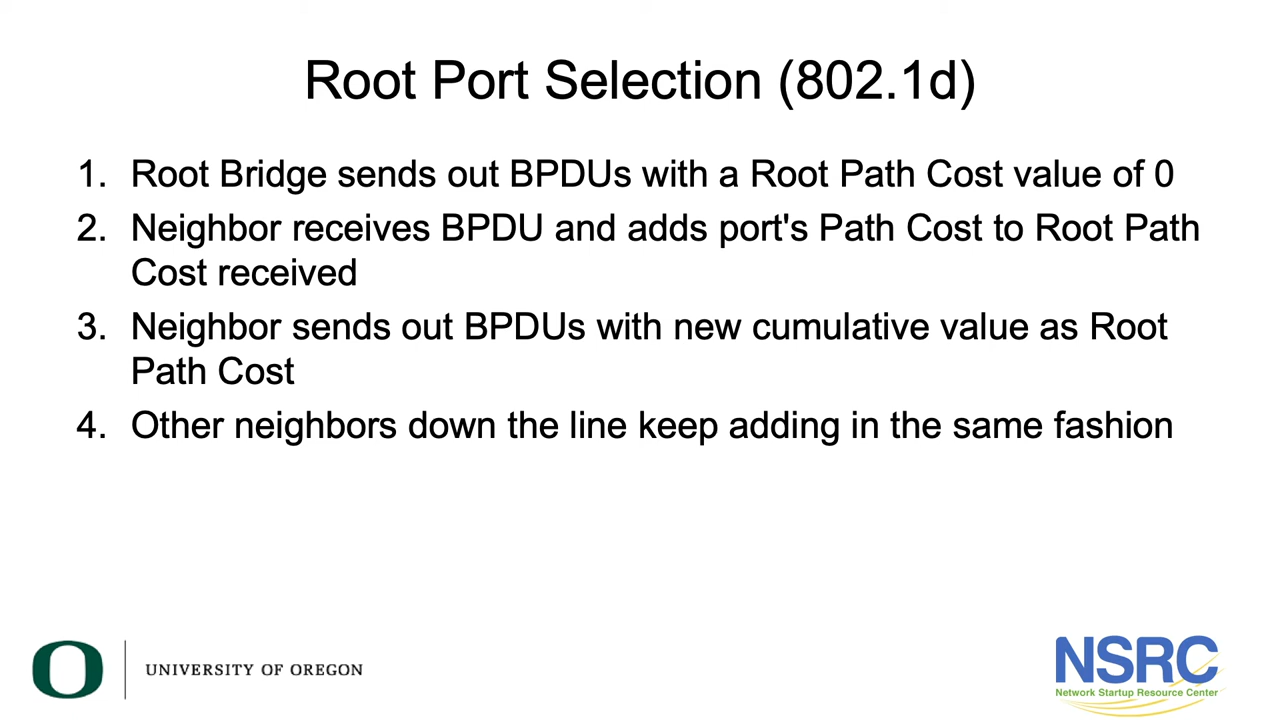 Root Port Selection (802.1d)
1. Root Bridge sends out BPDUs with a Root Path Cost value of 0
2. Neighbor receives BPDU and adds port's Path Cost to Root Path
Cost received
3. Neighbor sends out BPDUs with new cumulative value as Root
Path Cost
4. Other neighbors down the line keep adding in the same fashion
O
UNIVERSITY OF OREGON
NSRC
Network Startup Resource Center